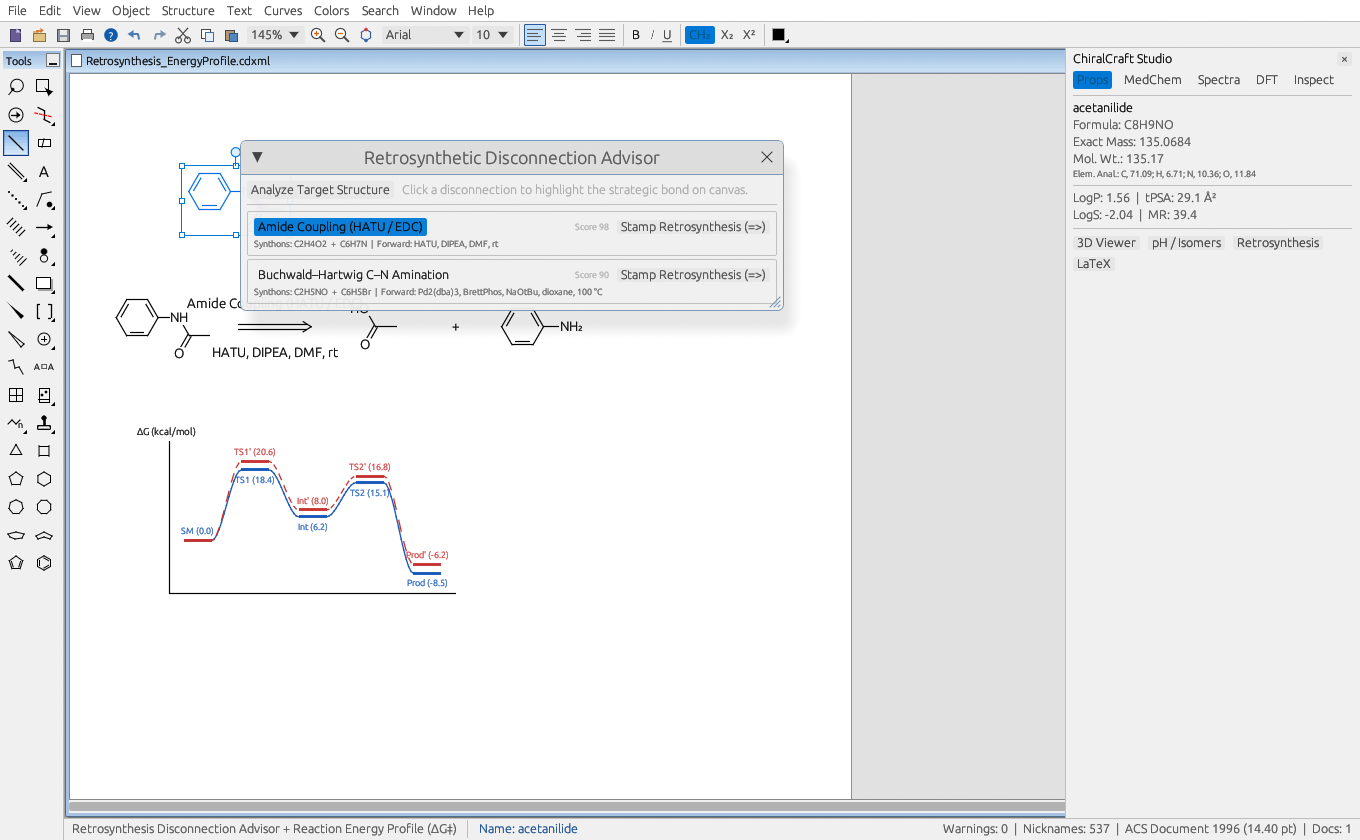 File Edit View Object Structure Text Curves Colors Search Window Help
145% Arial 10 B I U CH₂ X₂ X²
Tools
Retrosynthesis_EnergyProfile.cdxml
A
A
A
Retrosynthetic Disconnection Advisor
Analyze Target Structure Click a disconnection to highlight the strategic bond on canvas.
Amide Coupling (HATU / EDC) Score 98 Stamp Retrosynthesis (=>)
Synthons: C2H4O2 + C6H7N | Forward: HATU, DIPEA, DMF, rt
Buchwald–Hartwig C–N Amination Score 90 Stamp Retrosynthesis (=>)
Synthons: C2H5NO + C6H5Br | Forward: Pd2(dba)3, BrettPhos, NaOtBu, dioxane, 100 °C
Amide
NH
O
HATU, DIPEA, DMF, rt
O
+
NH₂
ΔG (kcal/mol)
TS1' (20.6)
TS1 (18.4)
TS2' (16.8)
TS2 (15.1)
Int' (8.0)
Int (6.2)
SM (0.0)
Prod' (-6.2)
Prod (-8.5)
ChiralCraft Studio
Props MedChem Spectra DFT Inspect
acetanilide
Formula: C8H9NO
Exact Mass: 135.0684
Mol. Wt.: 135.17
Elem. Anal.: C, 71.09; H, 6.71; N, 10.36; O, 11.84
LogP: 1.56 | tPSA: 29.1 Å²
LogS: -2.04 | MR: 39.4
3D Viewer pH / Isomers Retrosynthesis
LaTeX
Retrosynthesis Disconnection Advisor + Reaction Energy Profile (ΔG‡) Name: acetanilide Warnings: 0 | Nicknames: 537 | ACS Document 1996 (14.40 pt) | Docs: 1